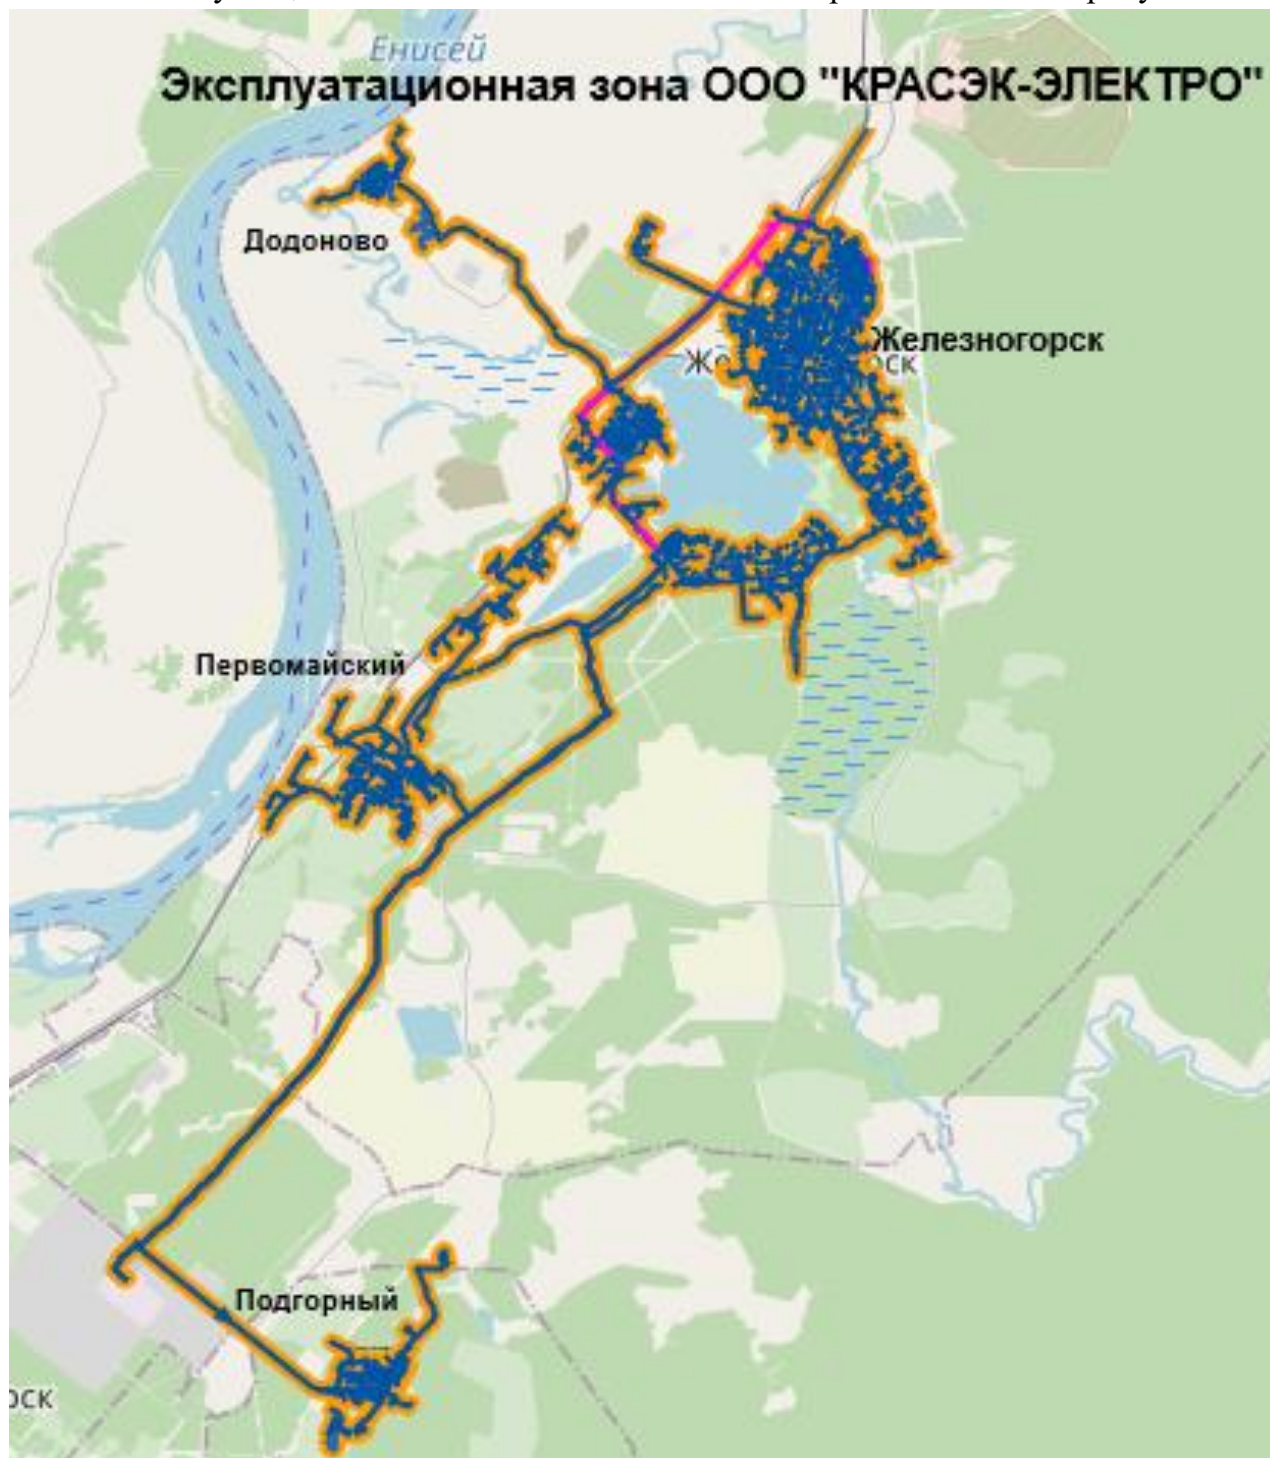 Енисей
Эксплуатационная зона ООО "КРАСЭК-ЭЛЕКТРО"
Додоново
Железногорск
Первомайский
Подгорный